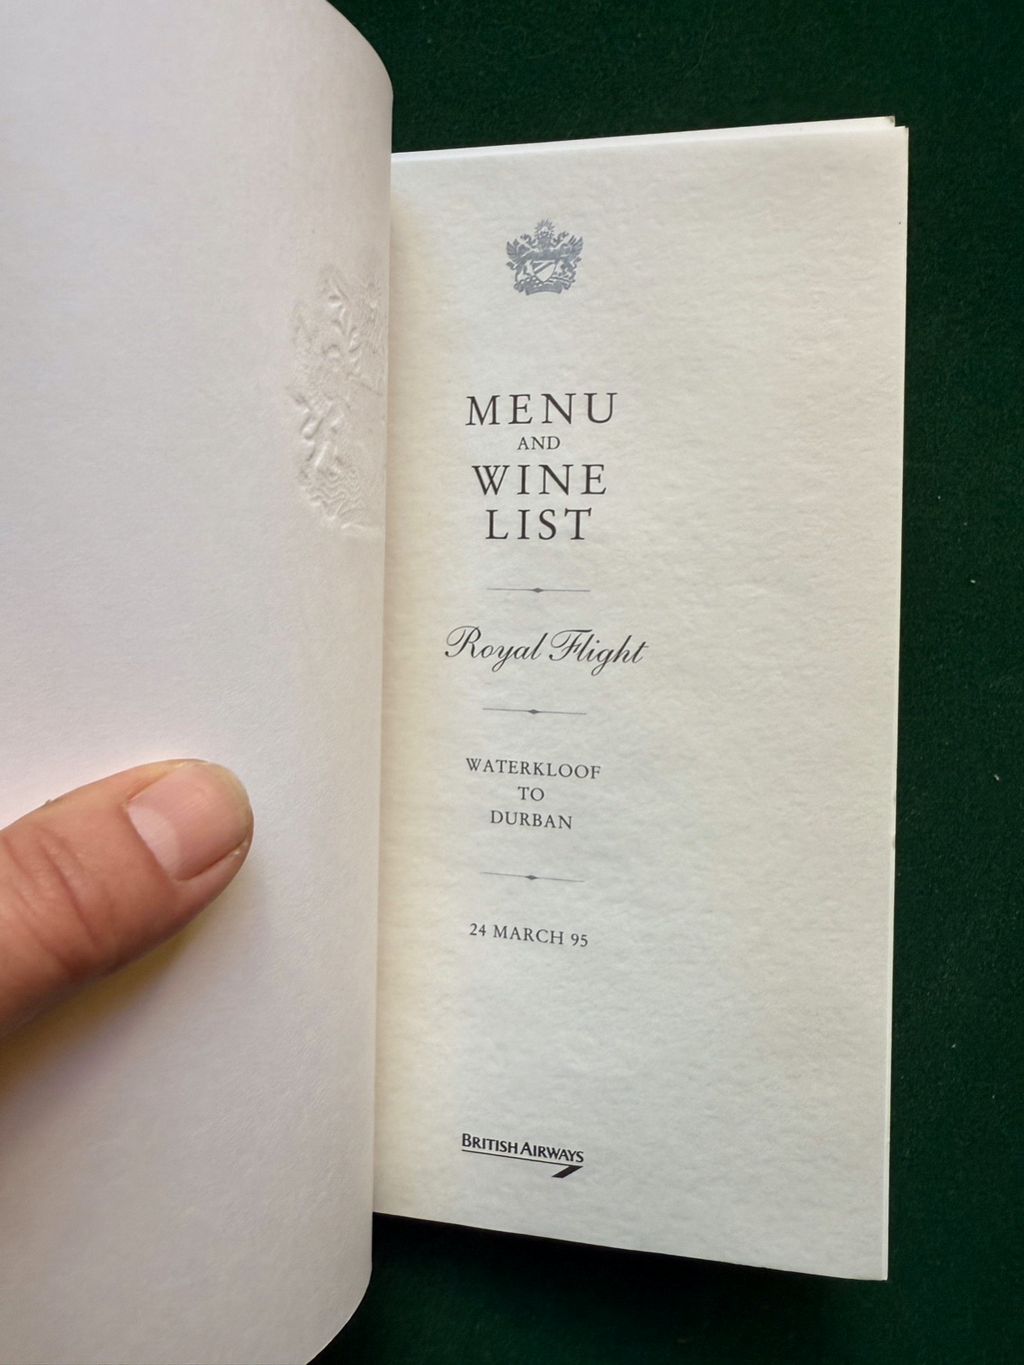 MENU
AND
WINE
LIST
Royal Flight
WATERKLOOF
TO
DURBAN
24 MARCH 95
BRITISH AIRWAYS